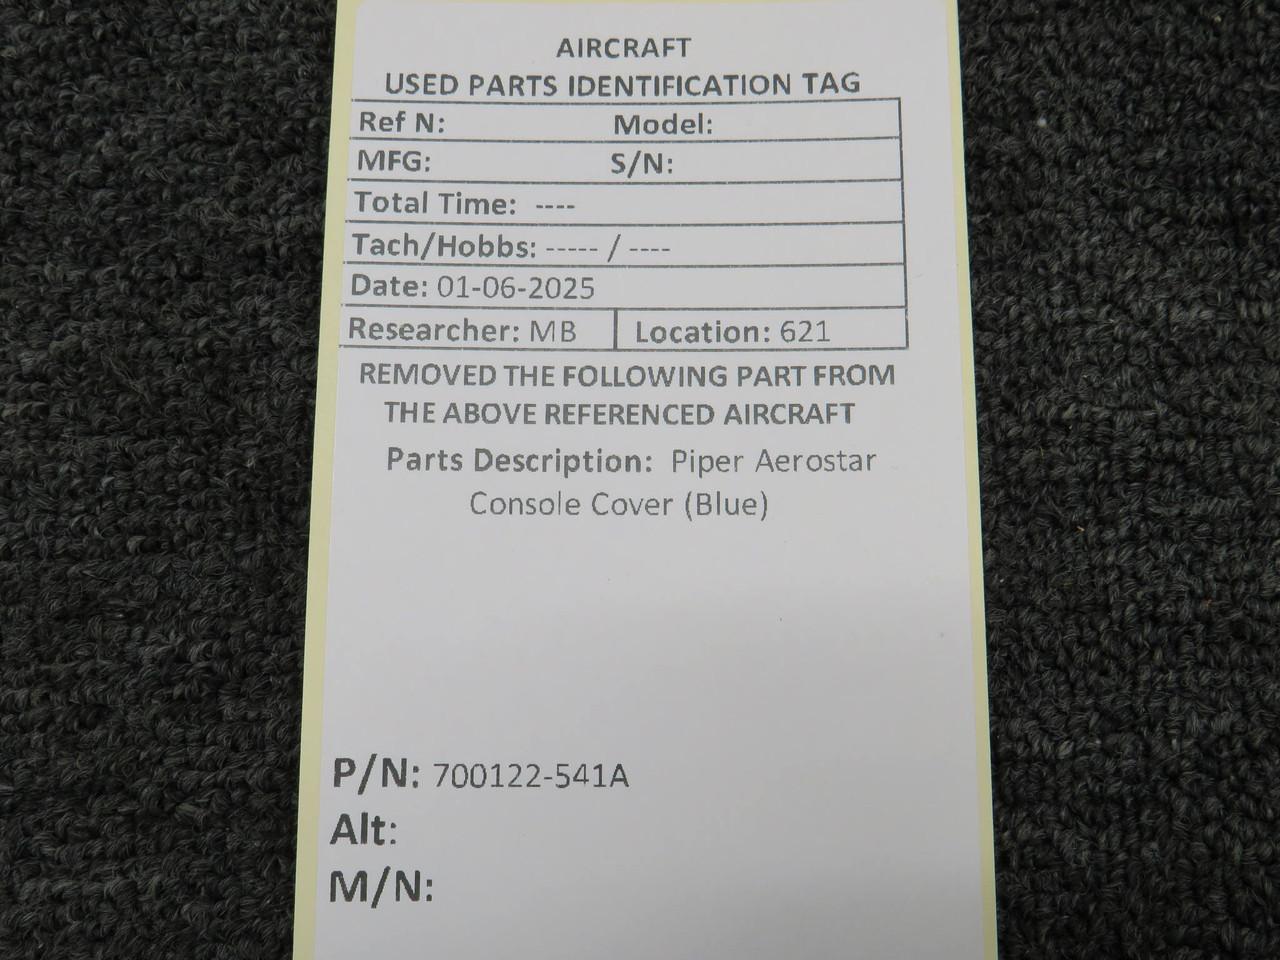 AIRCRAFT
USED PARTS IDENTIFICATION TAG
Ref N: Model:
MFG: S/N:
Total Time: ----
Tach/Hobbs: ----- / ----
Date: 01-06-2025
Researcher: MB Location: 621
REMOVED THE FOLLOWING PART FROM
THE ABOVE REFERENCED AIRCRAFT
Parts Description: Piper Aerostar
Console Cover (Blue)
P/N: 700122-541A
Alt:
M/N: